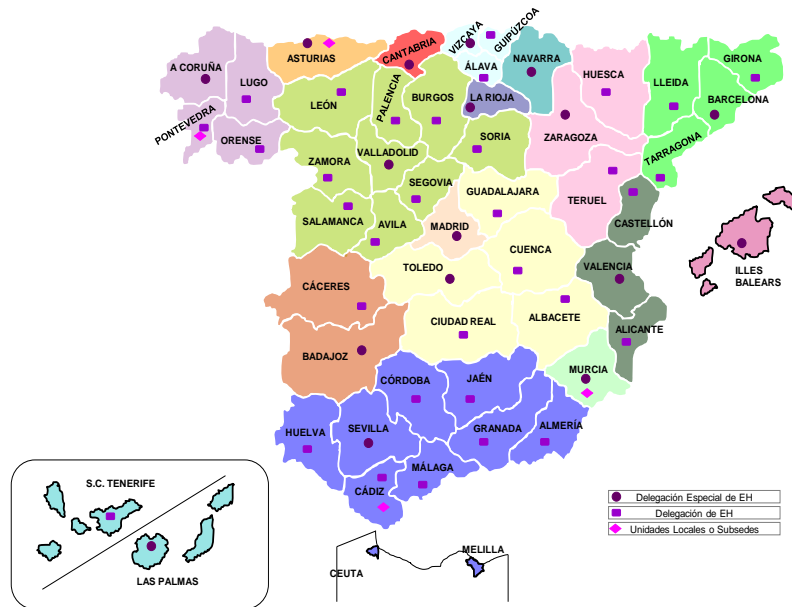 VIZCAYA
GUIPÚZCOA
A CORUÑA
LUGO
ASTURIAS
CANTABRIA
ÁLAVA
NAVARRA
HUESCA
LLEIDA
GIRONA
BARCELONA
LEÓN
PALENCIA
BURGOS
LA RIOJA
PONTEVEDRA
ORENSE
ZARAGOZA
TARRAGONA
ZAMORA
VALLADOLID
SORIA
SEGOVIA
GUADALAJARA
TERUEL
SALAMANCA
AVILA
MADRID
CASTELLÓN
CUENCA
TOLEDO
VALENCIA
ILLES
BALEARS
CÁCERES
CIUDAD REAL
ALBACETE
ALICANTE
BADAJOZ
MURCIA
CÓRDOBA
JAÉN
HUELVA
SEVILLA
GRANADA
ALMERÍA
MÁLAGA
CÁDIZ
S.C. TENERIFE
LAS PALMAS
CEUTA
MELILLA
Delegación Especial de EH
Delegación de EH
Unidades Locales o Subsedes